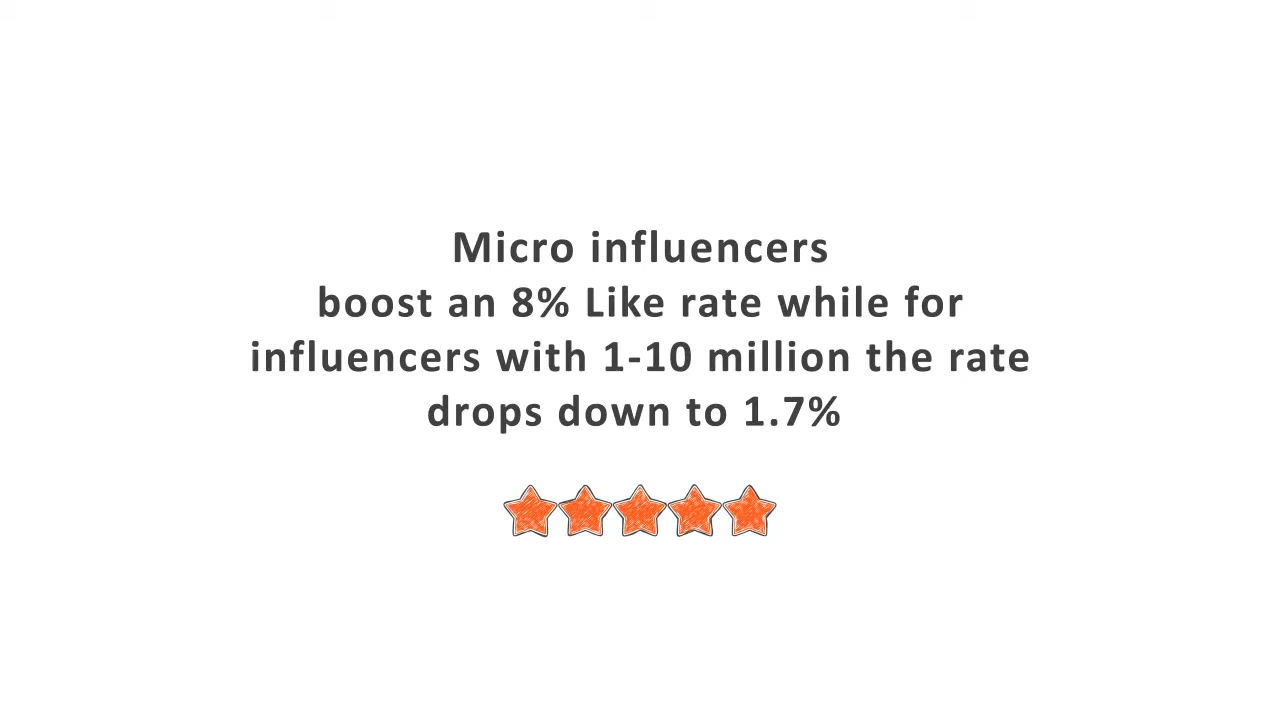 Micro influencers
boost an 8% Like rate while for
influencers with 1-10 million the rate
drops down to 1.7%